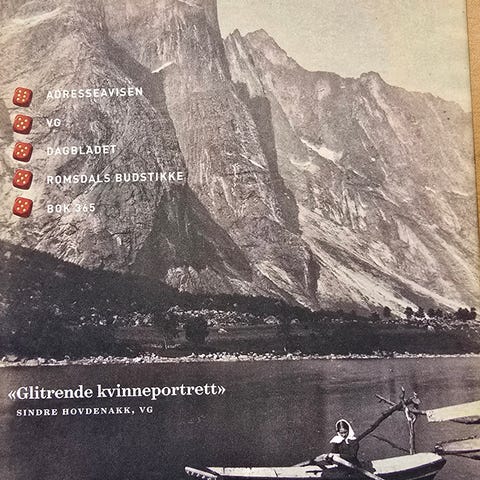 ADRESSEAVISEN
VG
DAGBLADET
ROMSDALS BUDSTIKKE
BOK 365
«Glitrende kvinneportrett»
SINDRE HOVDENAKK, VG